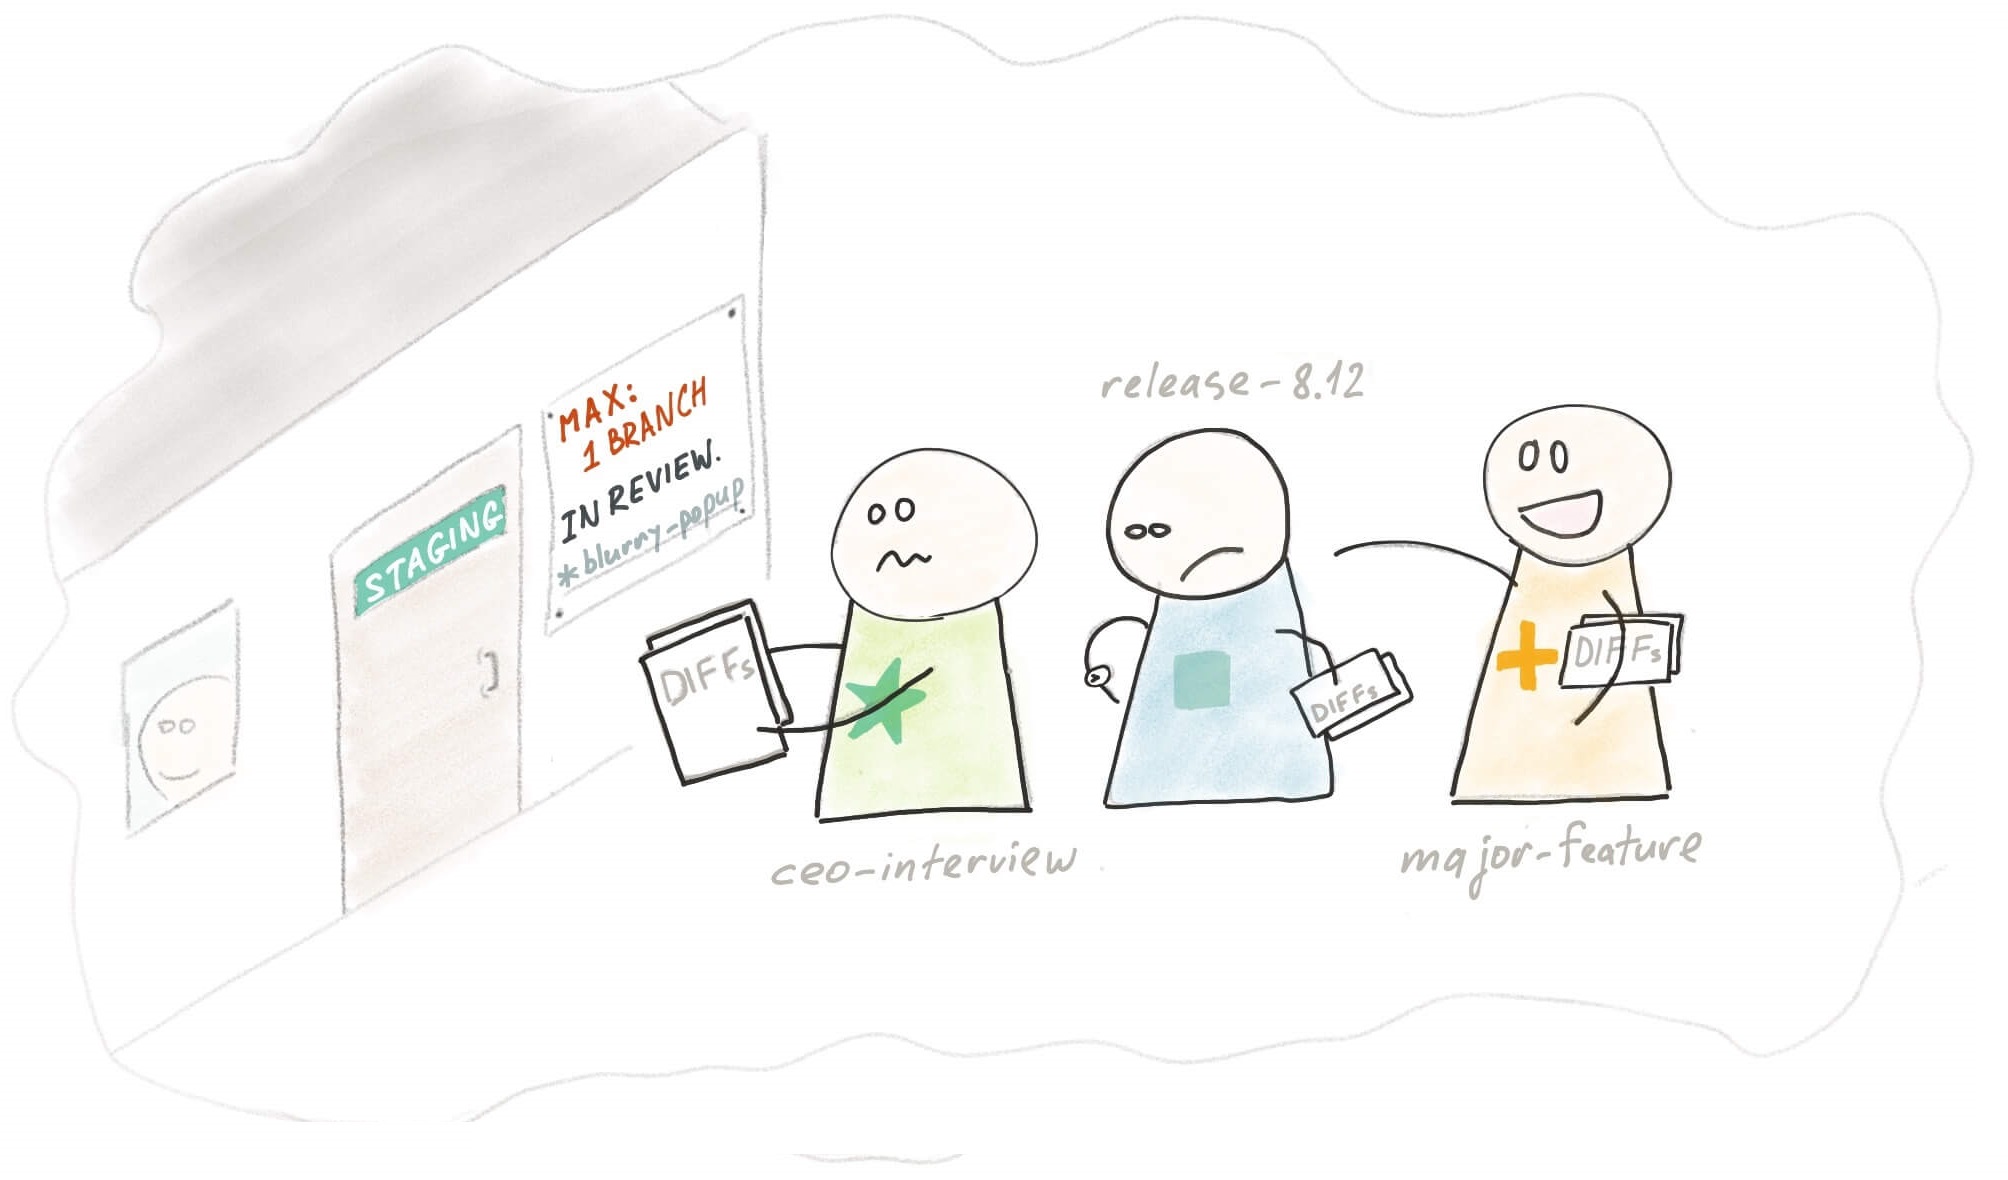 STAGING
MAX:
1 BRANCH
IN REVIEW.
*blurry-popup
DIFFs
ceo-interview
release-8.12
DIFFs
DIFFs
major-feature